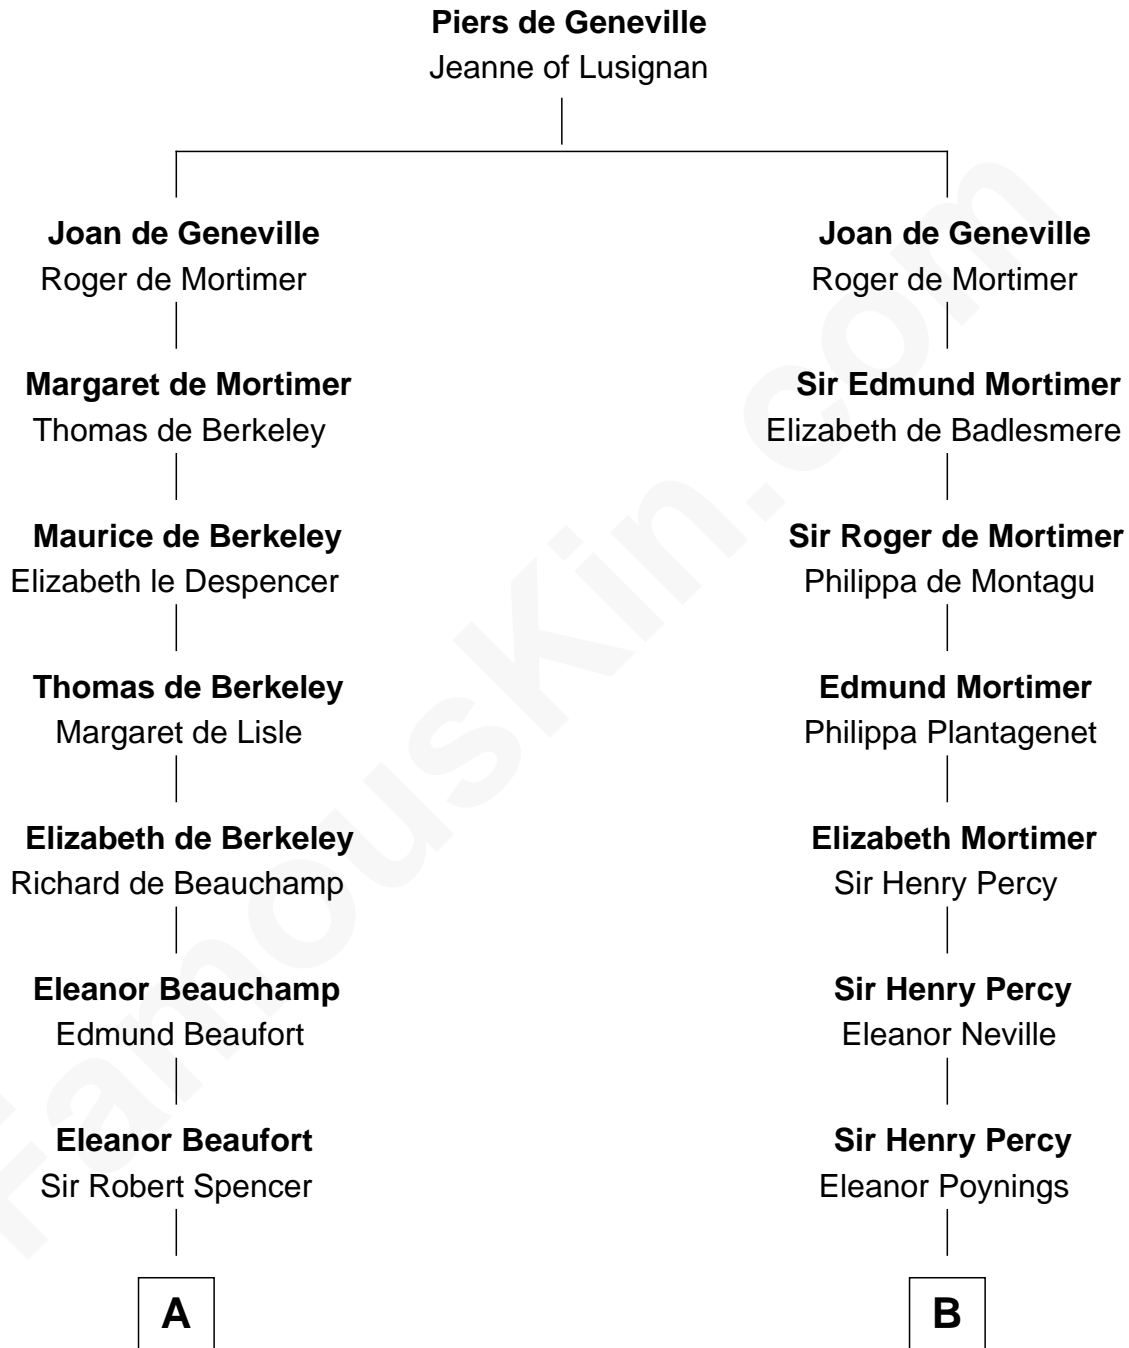 Piers de Geneville
Jeanne of Lusignan
Joan de Geneville
Roger de Mortimer
Margaret de Mortimer
Thomas de Berkeley
Maurice de Berkeley
Elizabeth le Despencer
Thomas de Berkeley
Margaret de Lisle
Elizabeth de Berkeley
Richard de Beauchamp
Eleanor Beauchamp
Edmund Beaufort
Eleanor Beaufort
Sir Robert Spencer
A
Joan de Geneville
Roger de Mortimer
Sir Edmund Mortimer
Elizabeth de Badlesmere
Sir Roger de Mortimer
Philippa de Montagu
Edmund Mortimer
Philippa Plantagenet
Elizabeth Mortimer
Sir Henry Percy
Sir Henry Percy
Eleanor Neville
Sir Henry Percy
Eleanor Poynings
B
FamousKin.com